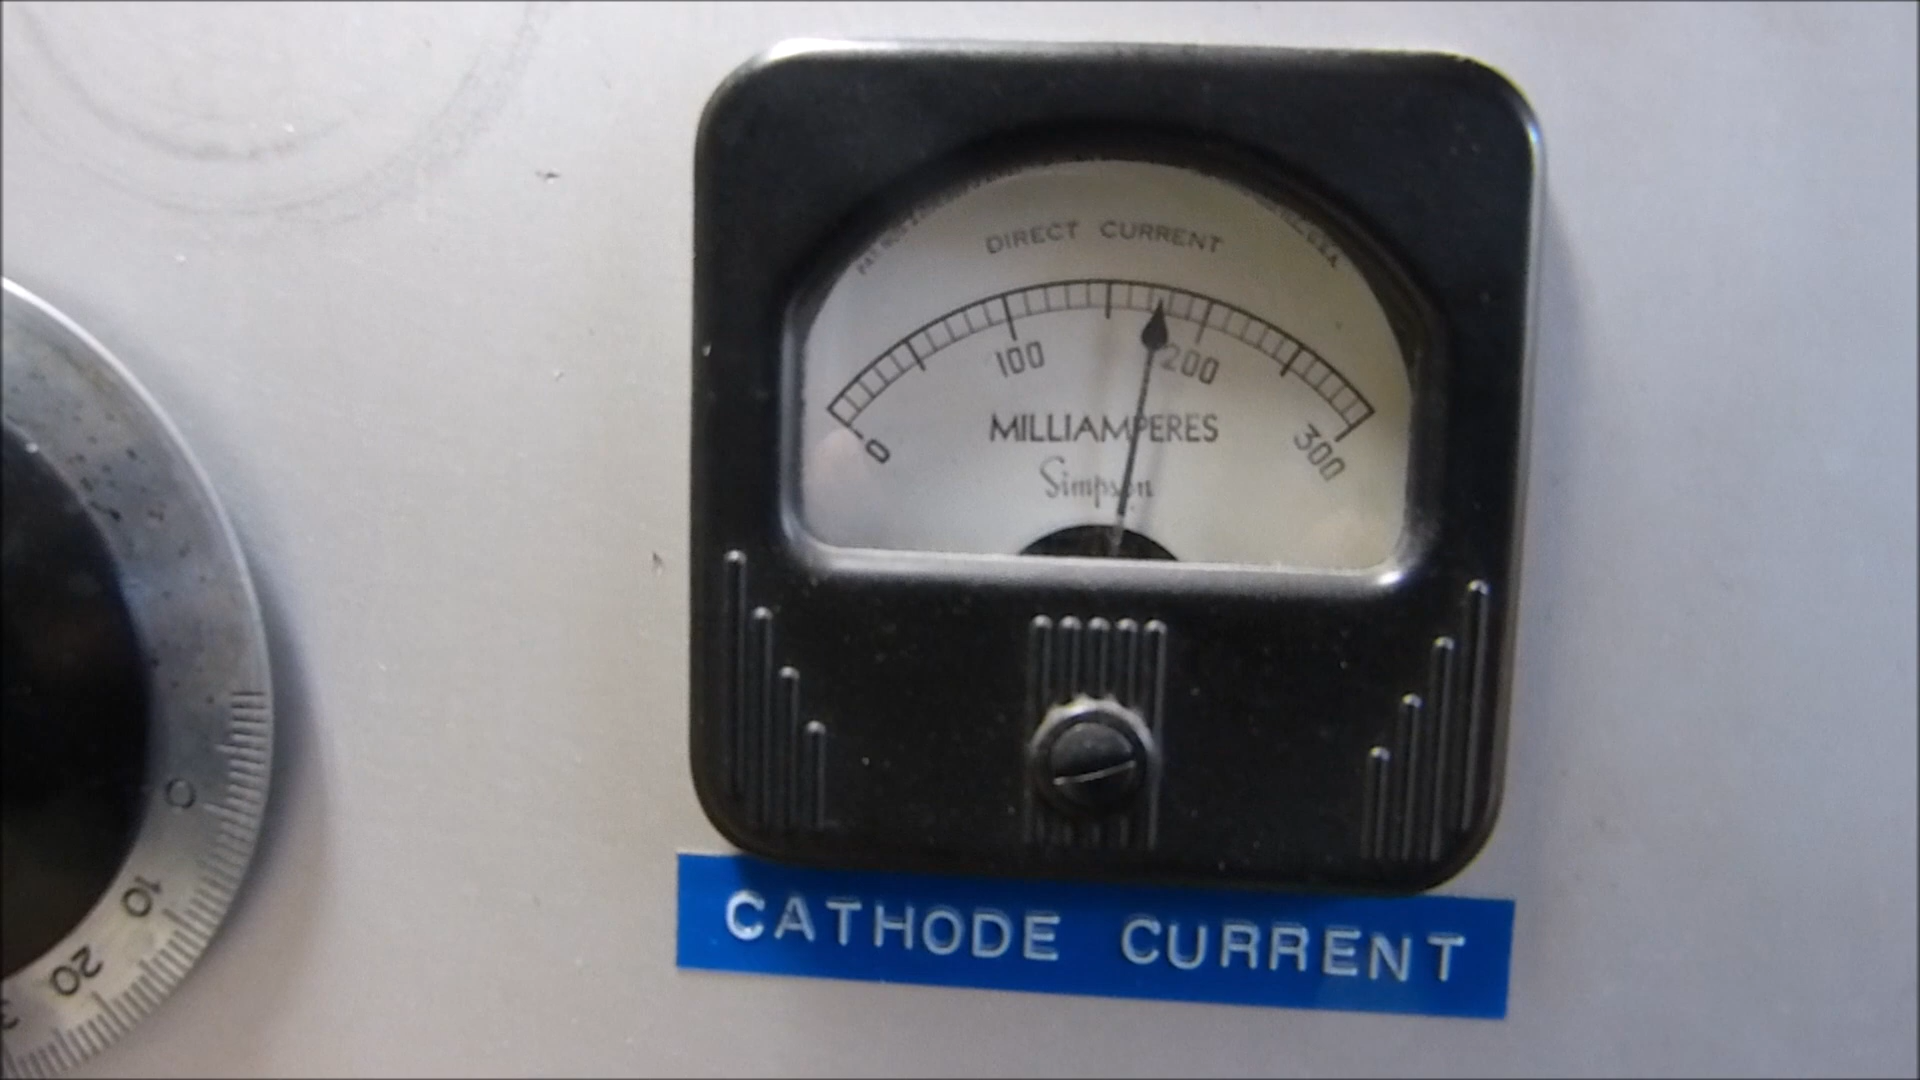 DIRECT CURRENT
0 100 200 300
MILLIAMPERES
Simpson
CATHODE CURRENT
0
10
20